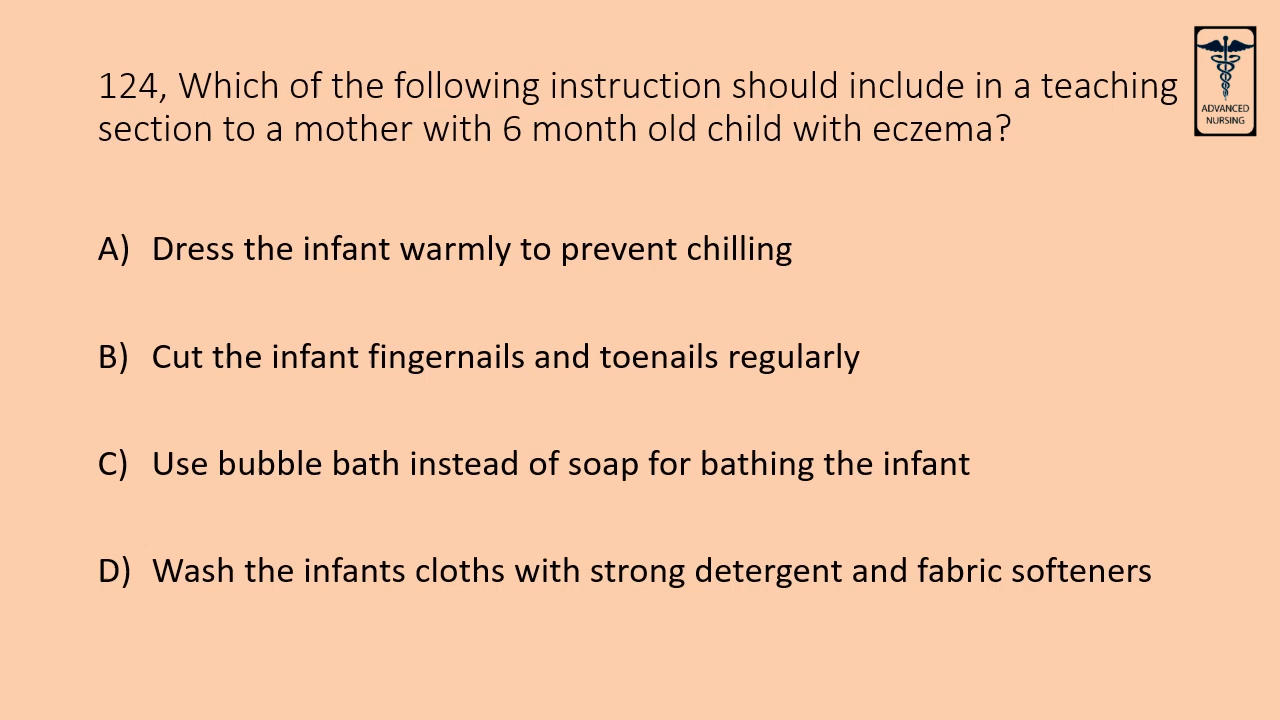 124, Which of the following instruction should include in a teaching
section to a mother with 6 month old child with eczema?
ADVANCED
NURSING
A) Dress the infant warmly to prevent chilling
B) Cut the infant fingernails and toenails regularly
C) Use bubble bath instead of soap for bathing the infant
D) Wash the infants cloths with strong detergent and fabric softeners